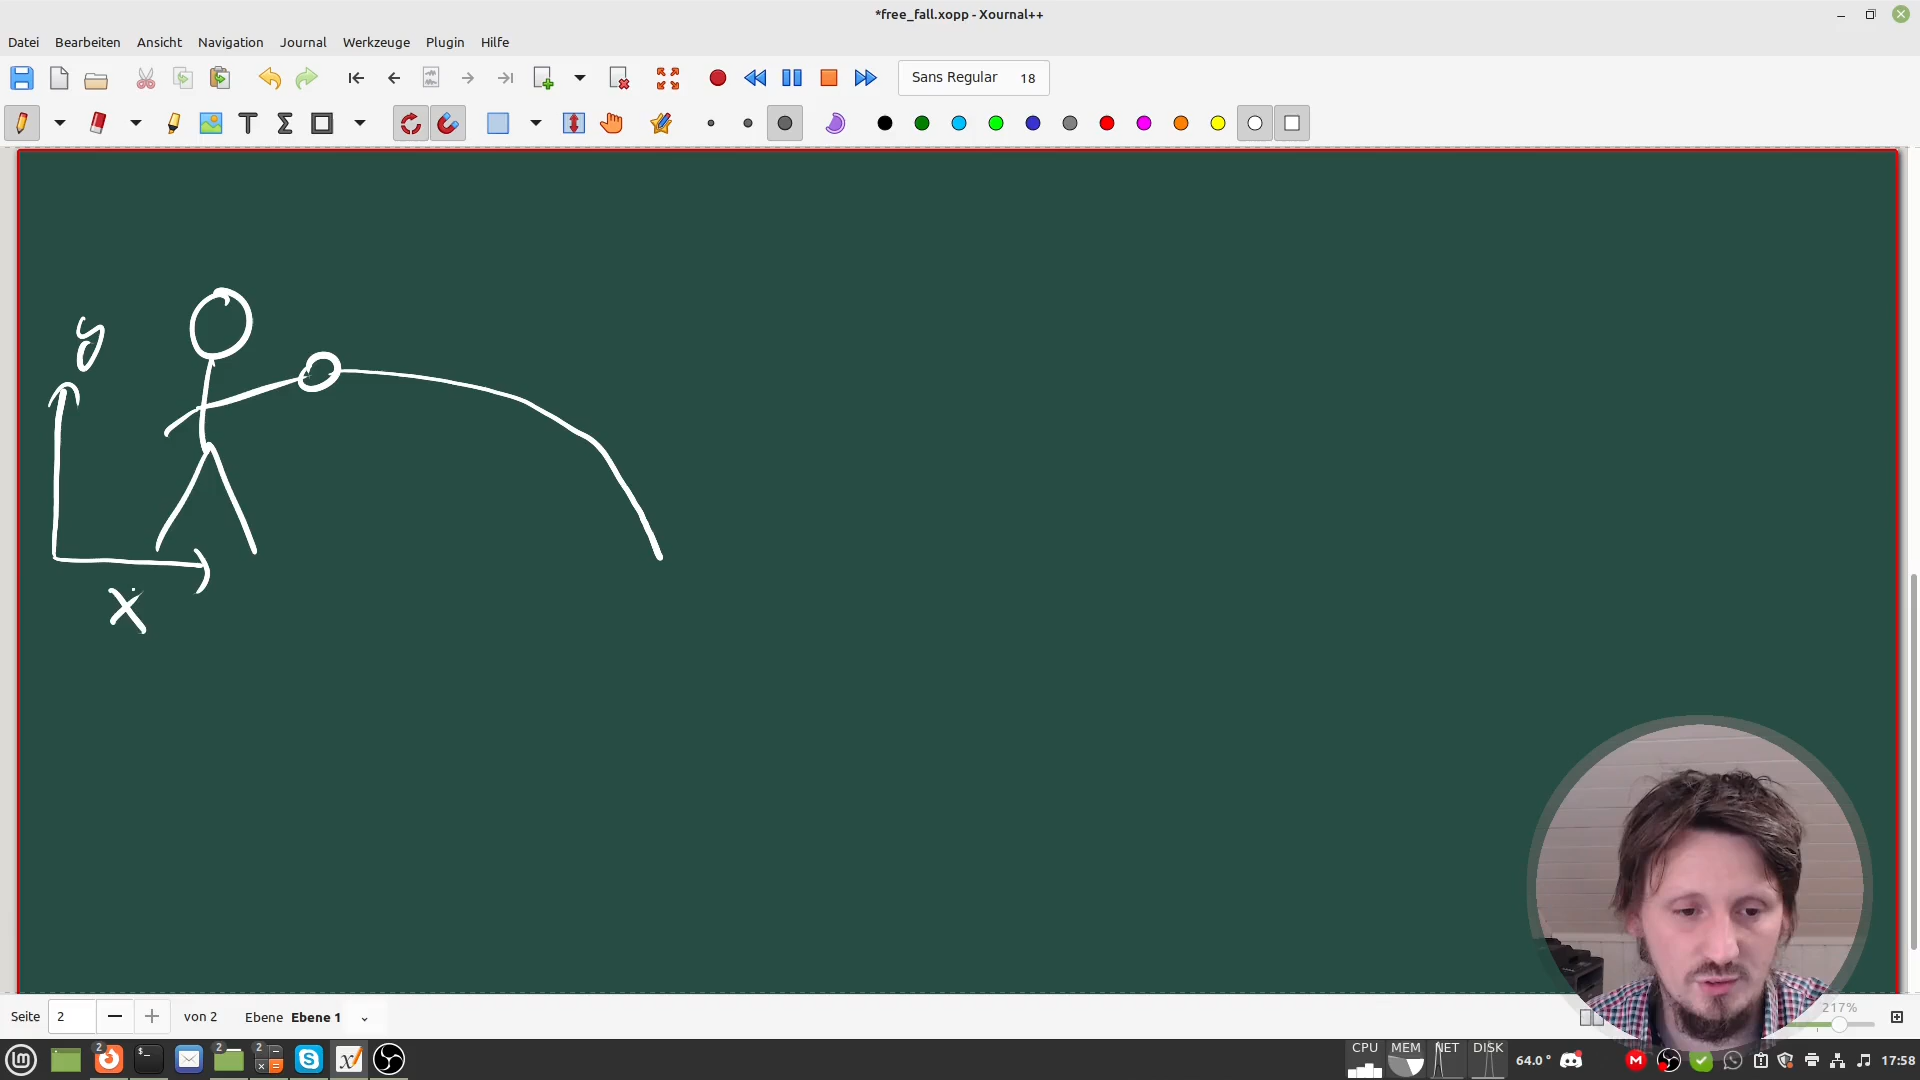 *free_fall.xopp - Xournal++
Datei Bearbeiten Ansicht Navigation Journal Werkzeuge Plugin Hilfe
Sans Regular 18
y
x
217%
Seite 2 von 2 Ebene Ebene 1
CPU MEM NET DISK
64.0 °
17:58